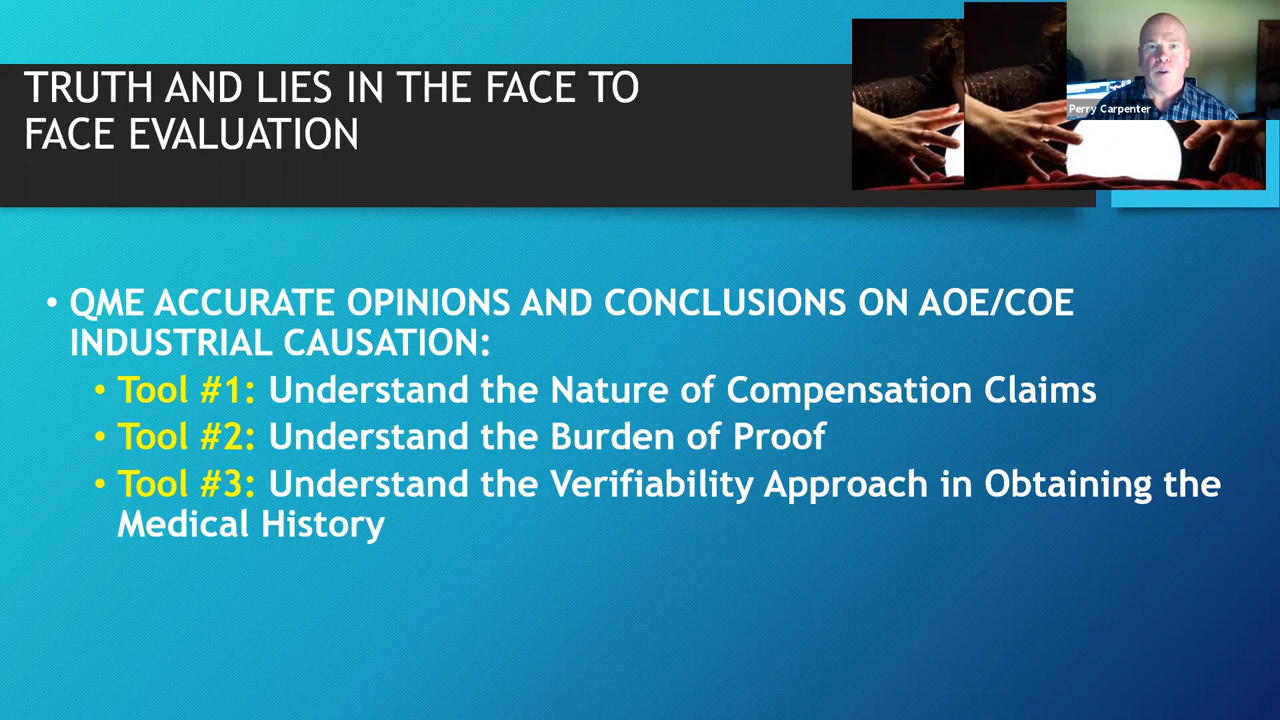 TRUTH AND LIES IN THE FACE TO
FACE EVALUATION
Perry Carpenter
• QME ACCURATE OPINIONS AND CONCLUSIONS ON AOE/COE
INDUSTRIAL CAUSATION:
• Tool #1: Understand the Nature of Compensation Claims
• Tool #2: Understand the Burden of Proof
• Tool #3: Understand the Verifiability Approach in Obtaining the
Medical History